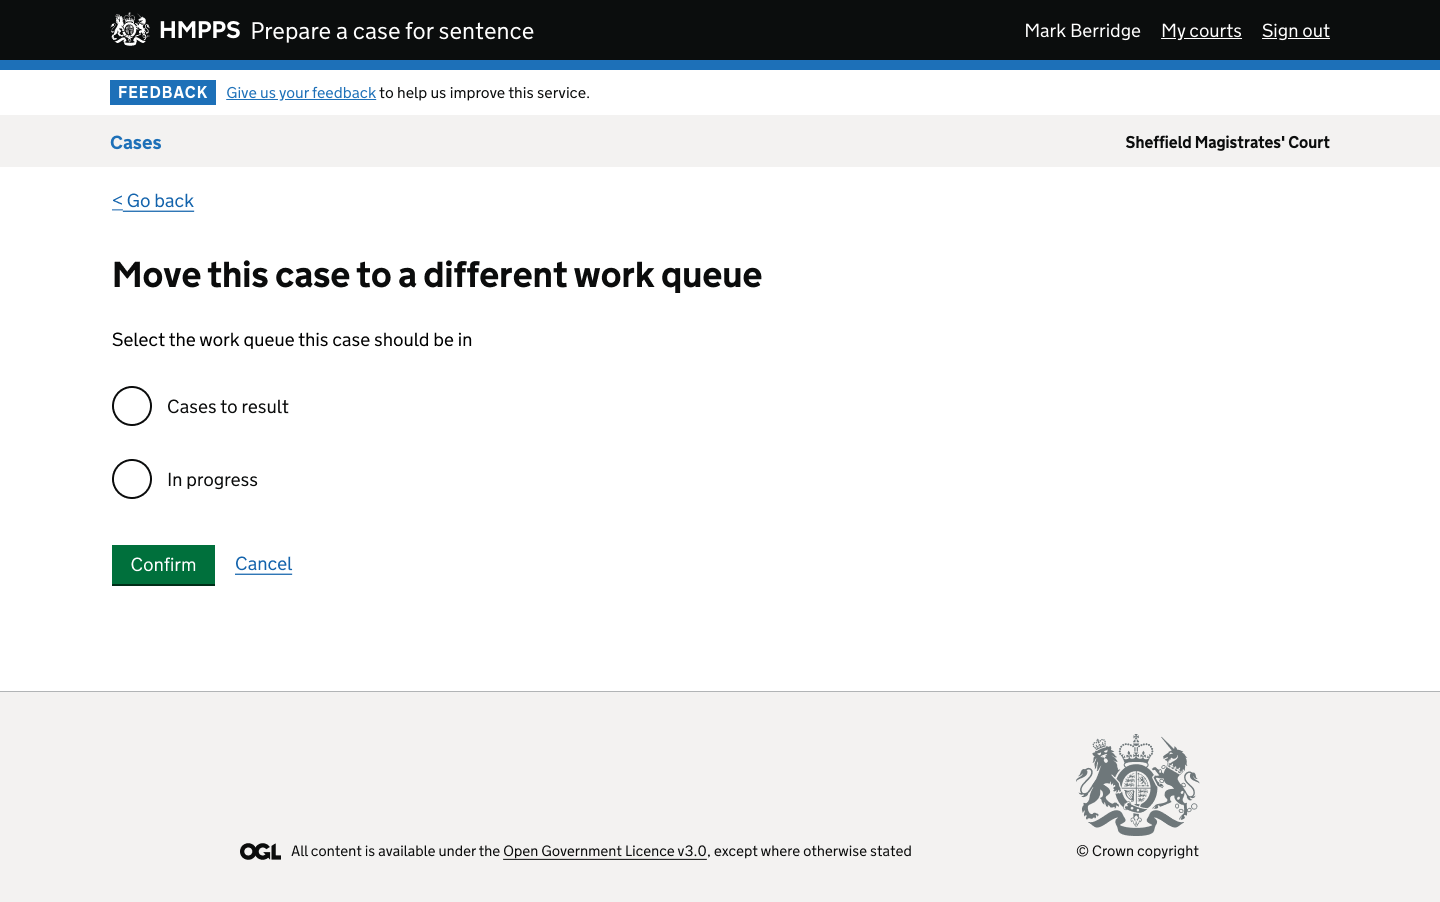 HMPPS Prepare a case for sentence Mark Berridge My courts Sign out
FEEDBACK Give us your feedback to help us improve this service.
Cases Sheffield Magistrates' Court
< Go back
Move this case to a different work queue
Select the work queue this case should be in
Cases to result
In progress
Confirm Cancel
OGL All content is available under the Open Government Licence v3.0, except where otherwise stated © Crown copyright